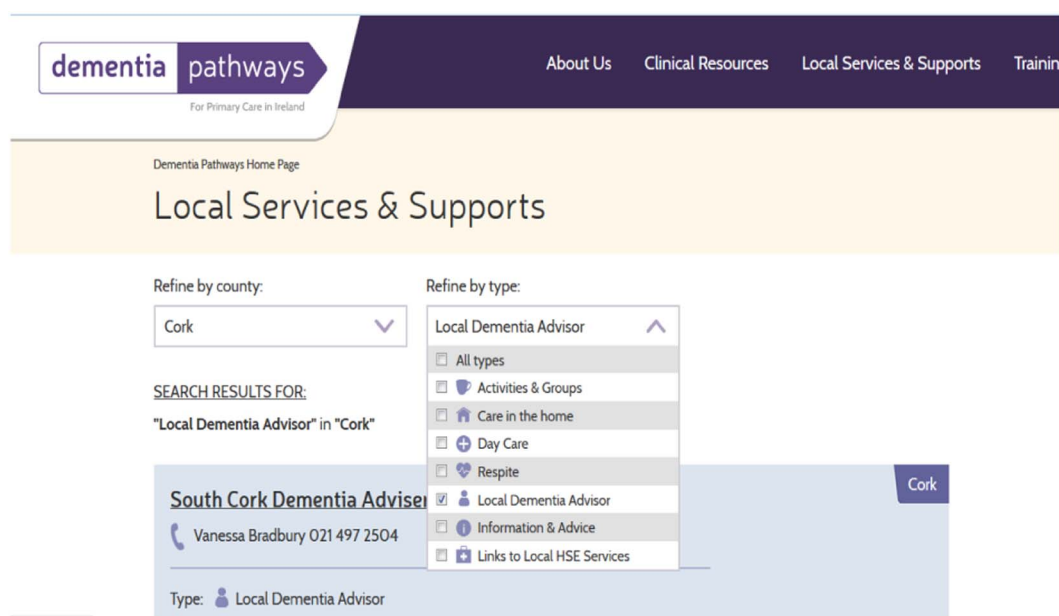 dementia pathways
For Primary Care in Ireland
About Us Clinical Resources Local Services & Supports Trainin
Dementia Pathways Home Page
Local Services & Supports
Refine by county:
Cork
Refine by type:
Local Dementia Advisor
All types
Activities & Groups
Care in the home
Day Care
Respite
Local Dementia Advisor
Information & Advice
Links to Local HSE Services
SEARCH RESULTS FOR:
"Local Dementia Advisor" in "Cork"
South Cork Dementia Adviser
Cork
Vanessa Bradbury 021 497 2504
Type: Local Dementia Advisor